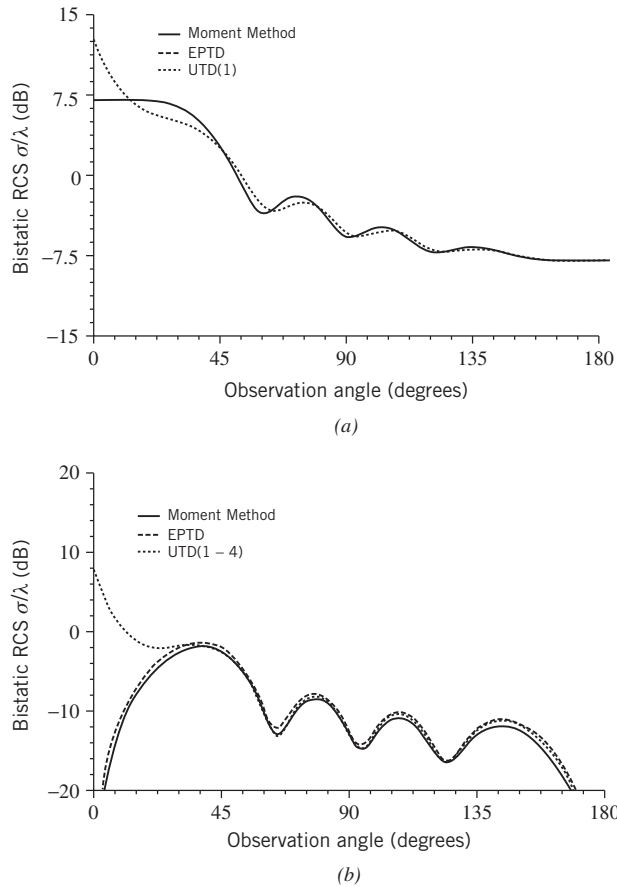 15
7.5
0
−7.5
−15
Bistatic RCS σ/λ (dB)
Moment Method
EPTD
UTD(1)
0
45
90
135
180
Observation angle (degrees)
(a)
20
10
0
−10
−20
Bistatic RCS σ/λ (dB)
Moment Method
EPTD
UTD(1 – 4)
0
45
90
135
180
Observation angle (degrees)
(b)